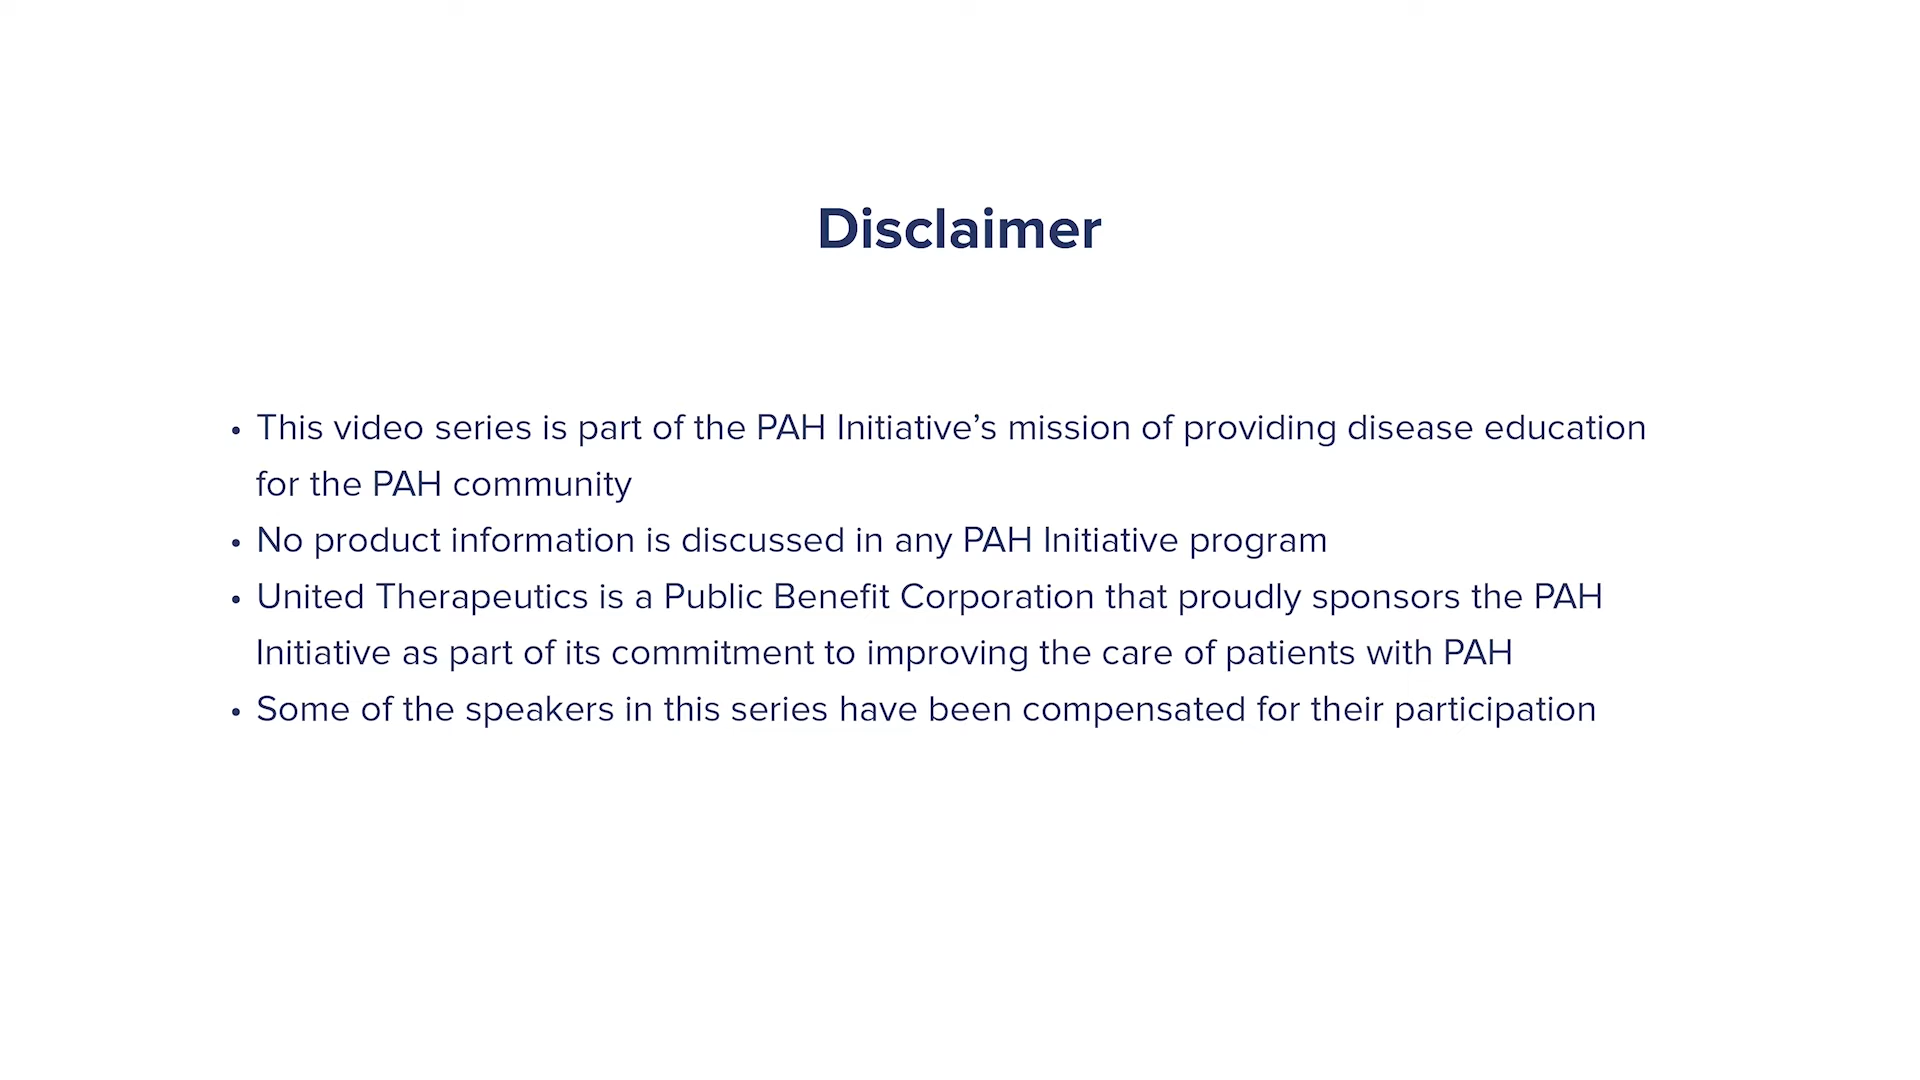 Disclaimer
• This video series is part of the PAH Initiative’s mission of providing disease education
for the PAH community
• No product information is discussed in any PAH Initiative program
• United Therapeutics is a Public Benefit Corporation that proudly sponsors the PAH
Initiative as part of its commitment to improving the care of patients with PAH
• Some of the speakers in this series have been compensated for their participation